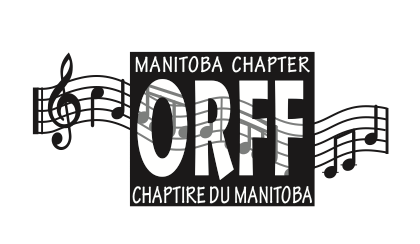 MANITOBA CHAPTER
ORFF
CHAPTIRE DU MANITOBA